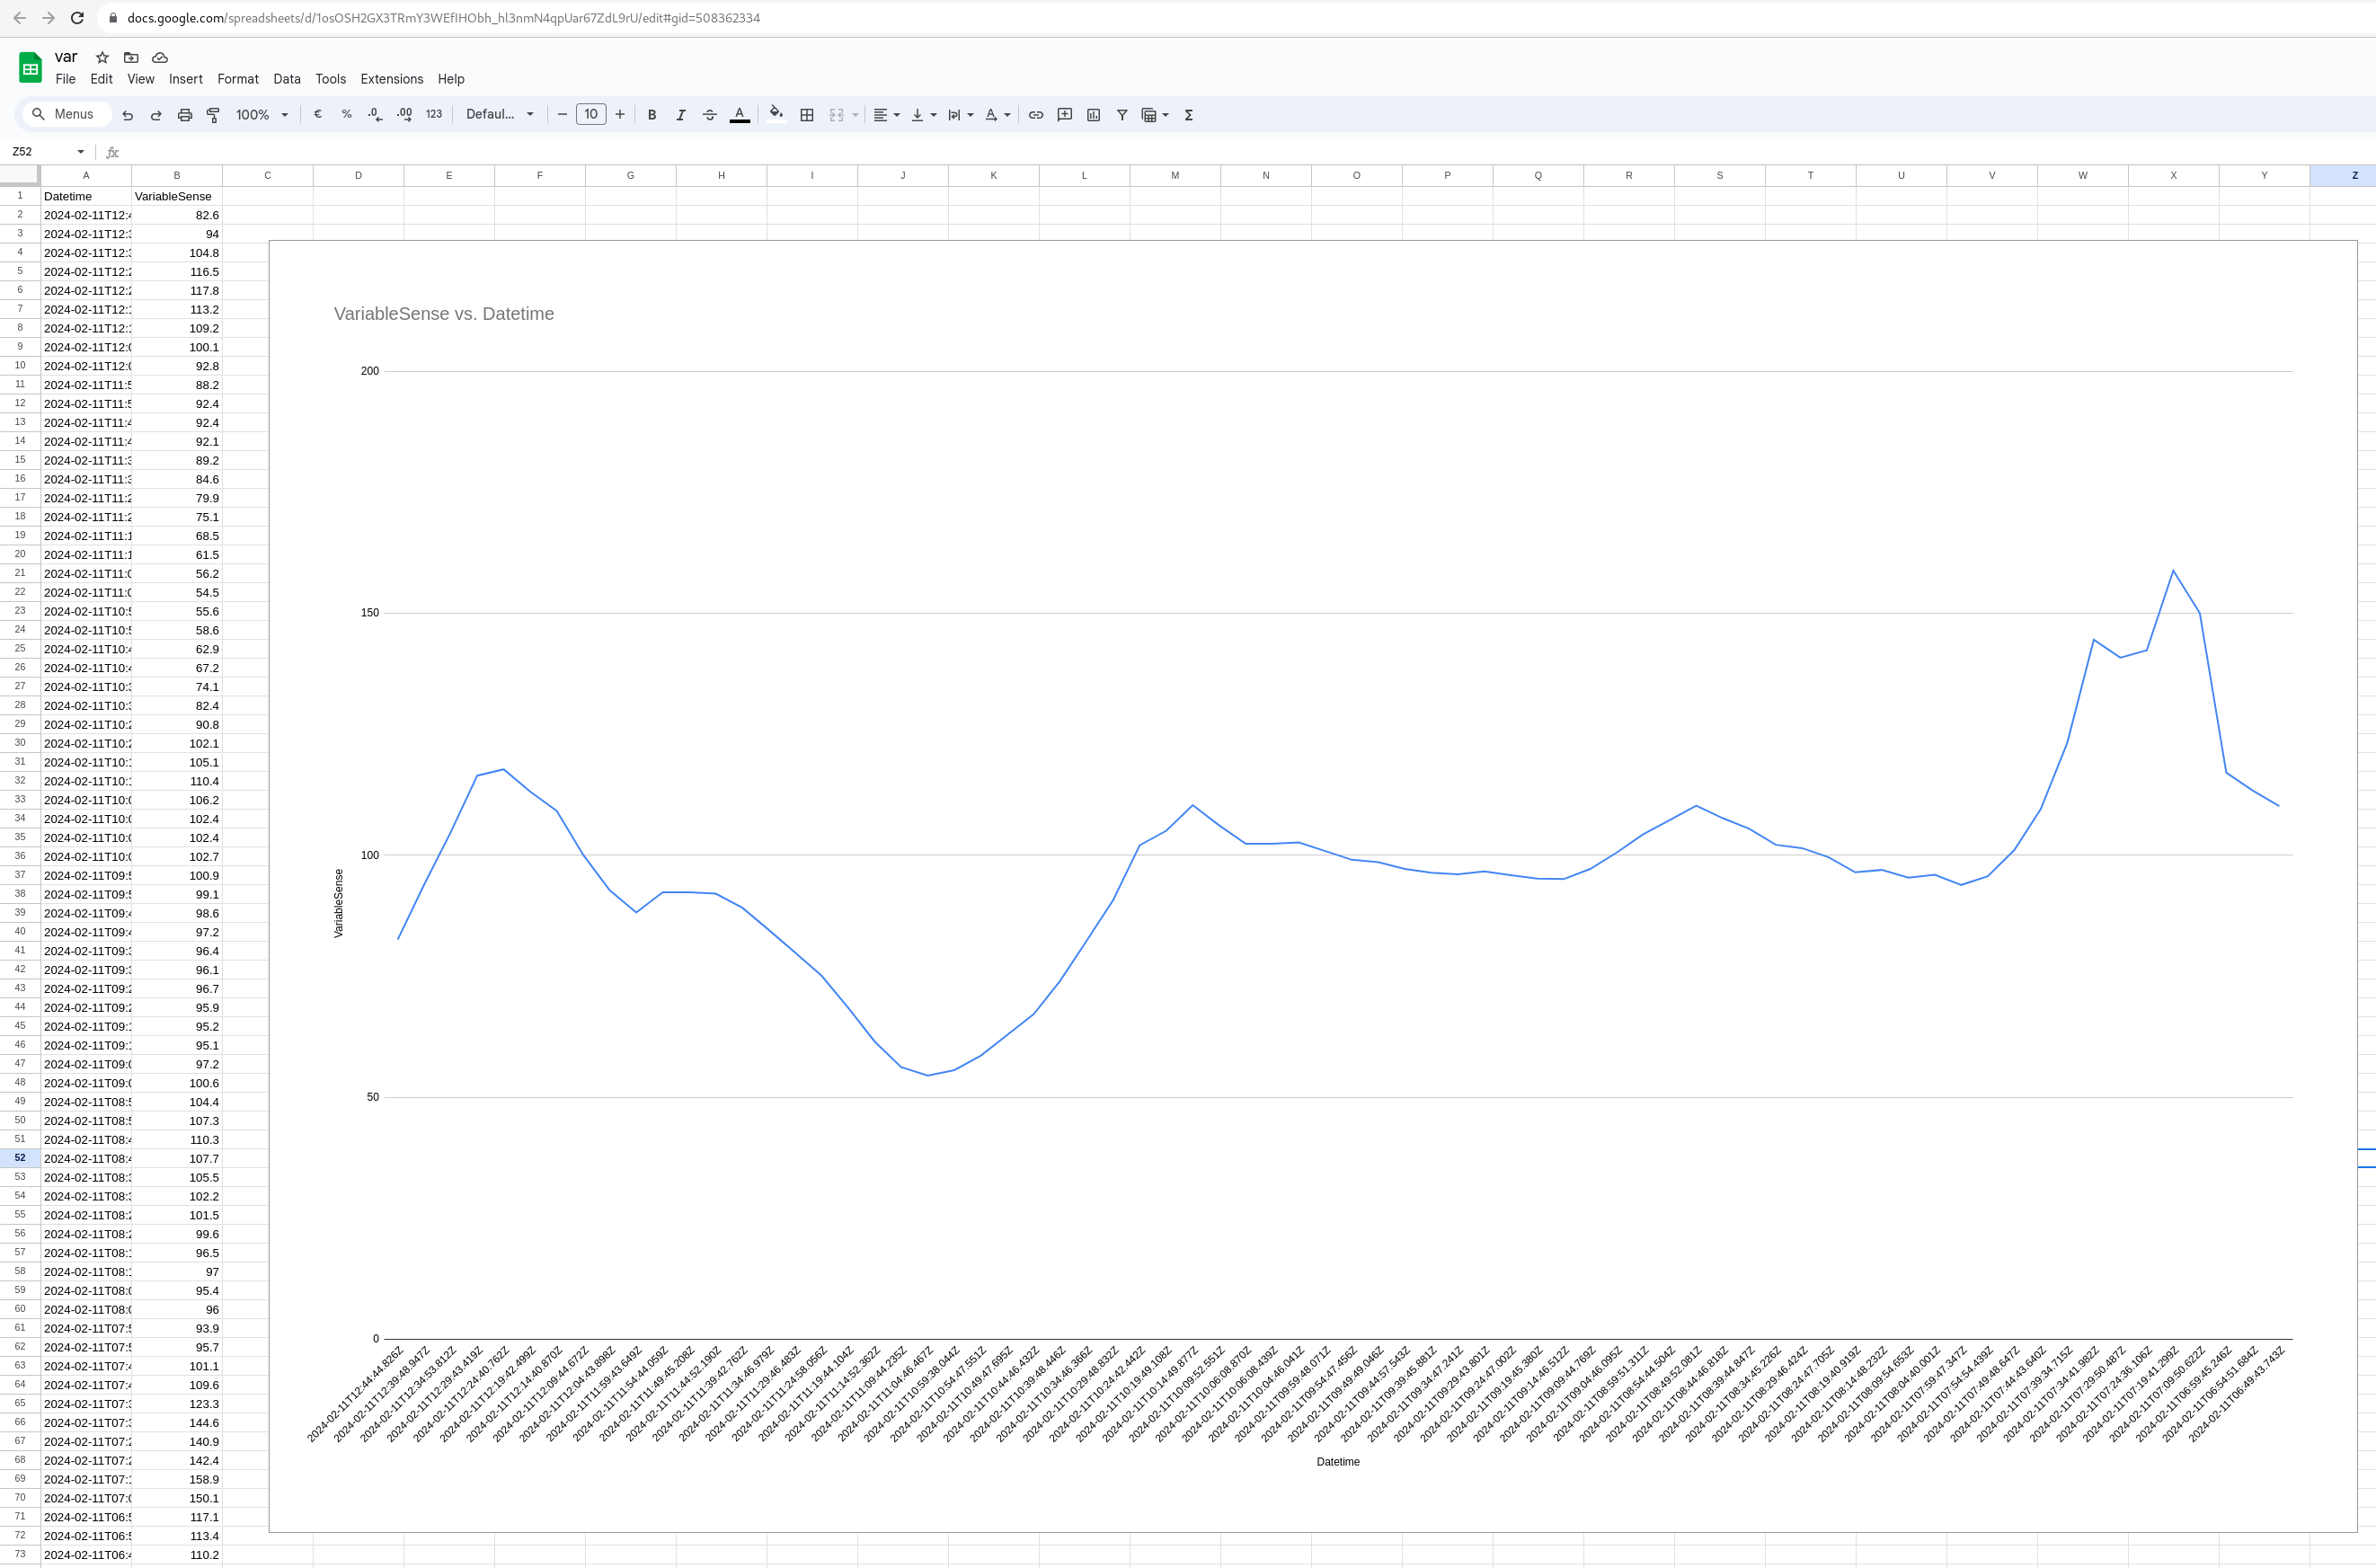 docs.google.com/spreadsheets/d/1osOSH2GX3TRmY3WEfIHObh_hl3nmN4qpUar67ZdL9rU/edit#gid=508362334
var
File Edit View Insert Format Data Tools Extensions Help
Menus 100% € % .0 .00 123 Defaul... 10 B I A Σ
Z52 fx
A B C D E F G H I J K L M N O P Q R S T U V W X Y Z
1 Datetime VariableSense
2 2024-02-11T12:4 82.6
3 2024-02-11T12:3 94
4 2024-02-11T12:3 104.8
5 2024-02-11T12:2 116.5
6 2024-02-11T12:2 117.8
7 2024-02-11T12:1 113.2
8 2024-02-11T12:1 109.2
9 2024-02-11T12:0 100.1
10 2024-02-11T12:0 92.8
11 2024-02-11T11:5 88.2
12 2024-02-11T11:5 92.4
13 2024-02-11T11:4 92.4
14 2024-02-11T11:4 92.1
15 2024-02-11T11:3 89.2
16 2024-02-11T11:3 84.6
17 2024-02-11T11:2 79.9
18 2024-02-11T11:2 75.1
19 2024-02-11T11:1 68.5
20 2024-02-11T11:1 61.5
21 2024-02-11T11:0 56.2
22 2024-02-11T11:0 54.5
23 2024-02-11T10:5 55.6
24 2024-02-11T10:5 58.6
25 2024-02-11T10:4 62.9
26 2024-02-11T10:4 67.2
27 2024-02-11T10:3 74.1
28 2024-02-11T10:3 82.4
29 2024-02-11T10:2 90.8
30 2024-02-11T10:2 102.1
31 2024-02-11T10:1 105.1
32 2024-02-11T10:1 110.4
33 2024-02-11T10:0 106.2
34 2024-02-11T10:0 102.4
35 2024-02-11T10:0 102.4
36 2024-02-11T10:0 102.7
37 2024-02-11T09:5 100.9
38 2024-02-11T09:5 99.1
39 2024-02-11T09:4 98.6
40 2024-02-11T09:4 97.2
41 2024-02-11T09:3 96.4
42 2024-02-11T09:3 96.1
43 2024-02-11T09:2 96.7
44 2024-02-11T09:2 95.9
45 2024-02-11T09:1 95.2
46 2024-02-11T09:1 95.1
47 2024-02-11T09:0 97.2
48 2024-02-11T09:0 100.6
49 2024-02-11T08:5 104.4
50 2024-02-11T08:5 107.3
51 2024-02-11T08:4 110.3
52 2024-02-11T08:4 107.7
53 2024-02-11T08:3 105.5
54 2024-02-11T08:3 102.2
55 2024-02-11T08:2 101.5
56 2024-02-11T08:2 99.6
57 2024-02-11T08:1 96.5
58 2024-02-11T08:1 97
59 2024-02-11T08:0 95.4
60 2024-02-11T08:0 96
61 2024-02-11T07:5 93.9
62 2024-02-11T07:5 95.7
63 2024-02-11T07:4 101.1
64 2024-02-11T07:4 109.6
65 2024-02-11T07:3 123.3
66 2024-02-11T07:3 144.6
67 2024-02-11T07:2 140.9
68 2024-02-11T07:2 142.4
69 2024-02-11T07:1 158.9
70 2024-02-11T07:0 150.1
71 2024-02-11T06:5 117.1
72 2024-02-11T06:5 113.4
73 2024-02-11T06:4 110.2
VariableSense vs. Datetime
200
150
100
50
0
VariableSense
2024-02-11T12:44:44.826Z
2024-02-11T12:39:48.947Z
2024-02-11T12:34:53.812Z
2024-02-11T12:29:43.419Z
2024-02-11T12:24:40.762Z
2024-02-11T12:19:42.499Z
2024-02-11T12:14:40.870Z
2024-02-11T12:09:44.672Z
2024-02-11T12:04:43.898Z
2024-02-11T11:59:43.649Z
2024-02-11T11:54:44.059Z
2024-02-11T11:49:45.208Z
2024-02-11T11:44:52.190Z
2024-02-11T11:39:42.762Z
2024-02-11T11:34:46.979Z
2024-02-11T11:29:46.483Z
2024-02-11T11:24:58.056Z
2024-02-11T11:19:44.104Z
2024-02-11T11:14:52.362Z
2024-02-11T11:09:44.235Z
2024-02-11T11:04:46.467Z
2024-02-11T10:59:38.044Z
2024-02-11T10:54:47.551Z
2024-02-11T10:49:47.695Z
2024-02-11T10:44:46.432Z
2024-02-11T10:39:48.446Z
2024-02-11T10:34:46.366Z
2024-02-11T10:29:48.832Z
2024-02-11T10:24:42.442Z
2024-02-11T10:19:49.108Z
2024-02-11T10:14:49.877Z
2024-02-11T10:09:52.551Z
2024-02-11T10:06:08.870Z
2024-02-11T10:06:08.439Z
2024-02-11T10:04:46.041Z
2024-02-11T09:59:48.071Z
2024-02-11T09:54:47.456Z
2024-02-11T09:49:49.046Z
2024-02-11T09:44:57.543Z
2024-02-11T09:39:45.881Z
2024-02-11T09:34:47.241Z
2024-02-11T09:29:43.801Z
2024-02-11T09:24:47.002Z
2024-02-11T09:19:45.380Z
2024-02-11T09:14:46.512Z
2024-02-11T09:09:44.769Z
2024-02-11T09:04:46.095Z
2024-02-11T08:59:51.311Z
2024-02-11T08:54:44.504Z
2024-02-11T08:49:52.081Z
2024-02-11T08:44:46.818Z
2024-02-11T08:39:44.847Z
2024-02-11T08:34:45.226Z
2024-02-11T08:29:46.424Z
2024-02-11T08:24:47.705Z
2024-02-11T08:19:40.919Z
2024-02-11T08:14:48.232Z
2024-02-11T08:09:54.653Z
2024-02-11T08:04:40.001Z
2024-02-11T07:59:47.347Z
2024-02-11T07:54:54.439Z
2024-02-11T07:49:48.647Z
2024-02-11T07:44:43.640Z
2024-02-11T07:39:34.715Z
2024-02-11T07:34:41.982Z
2024-02-11T07:29:50.487Z
2024-02-11T07:24:36.106Z
2024-02-11T07:19:41.299Z
2024-02-11T07:09:50.622Z
2024-02-11T06:59:45.246Z
2024-02-11T06:54:51.684Z
2024-02-11T06:49:43.743Z
Datetime